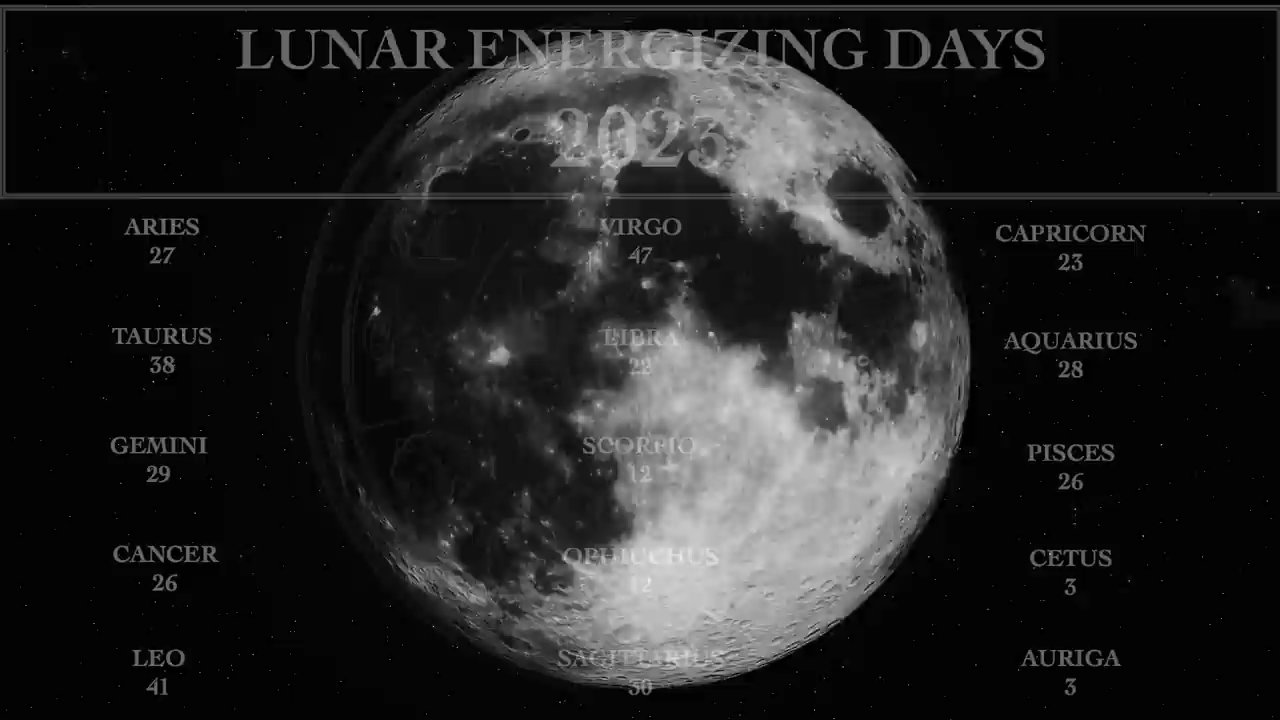 LUNAR ENERGIZING DAYS
2023
ARIES
27
TAURUS
38
GEMINI
29
CANCER
26
LEO
41
VIRGO
47
LIBRA
22
SCORPIO
12
OPHIUCHUS
12
SAGITTARIUS
30
CAPRICORN
23
AQUARIUS
28
PISCES
26
CETUS
3
AURIGA
3